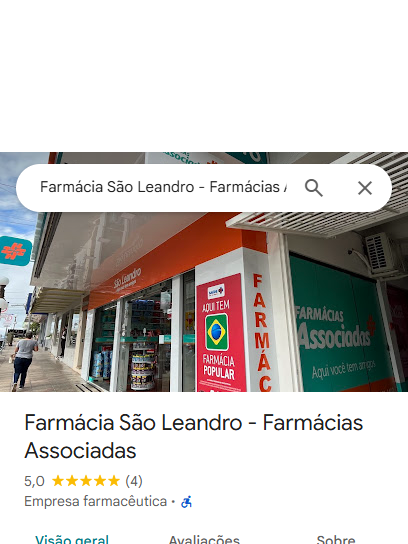 Farmácia São Leandro - Farmácias A
São Leandro
AQUI TEM
FARMÁCIA
POPULAR
FARMÁC
FARMÁCIAS
Associadas
Aqui você tem amigos
Farmácia São Leandro - Farmácias
Associadas
5,0 ★★★★★ (4)
Empresa farmacêutica ·
Visão geral
Avaliações
Sobre